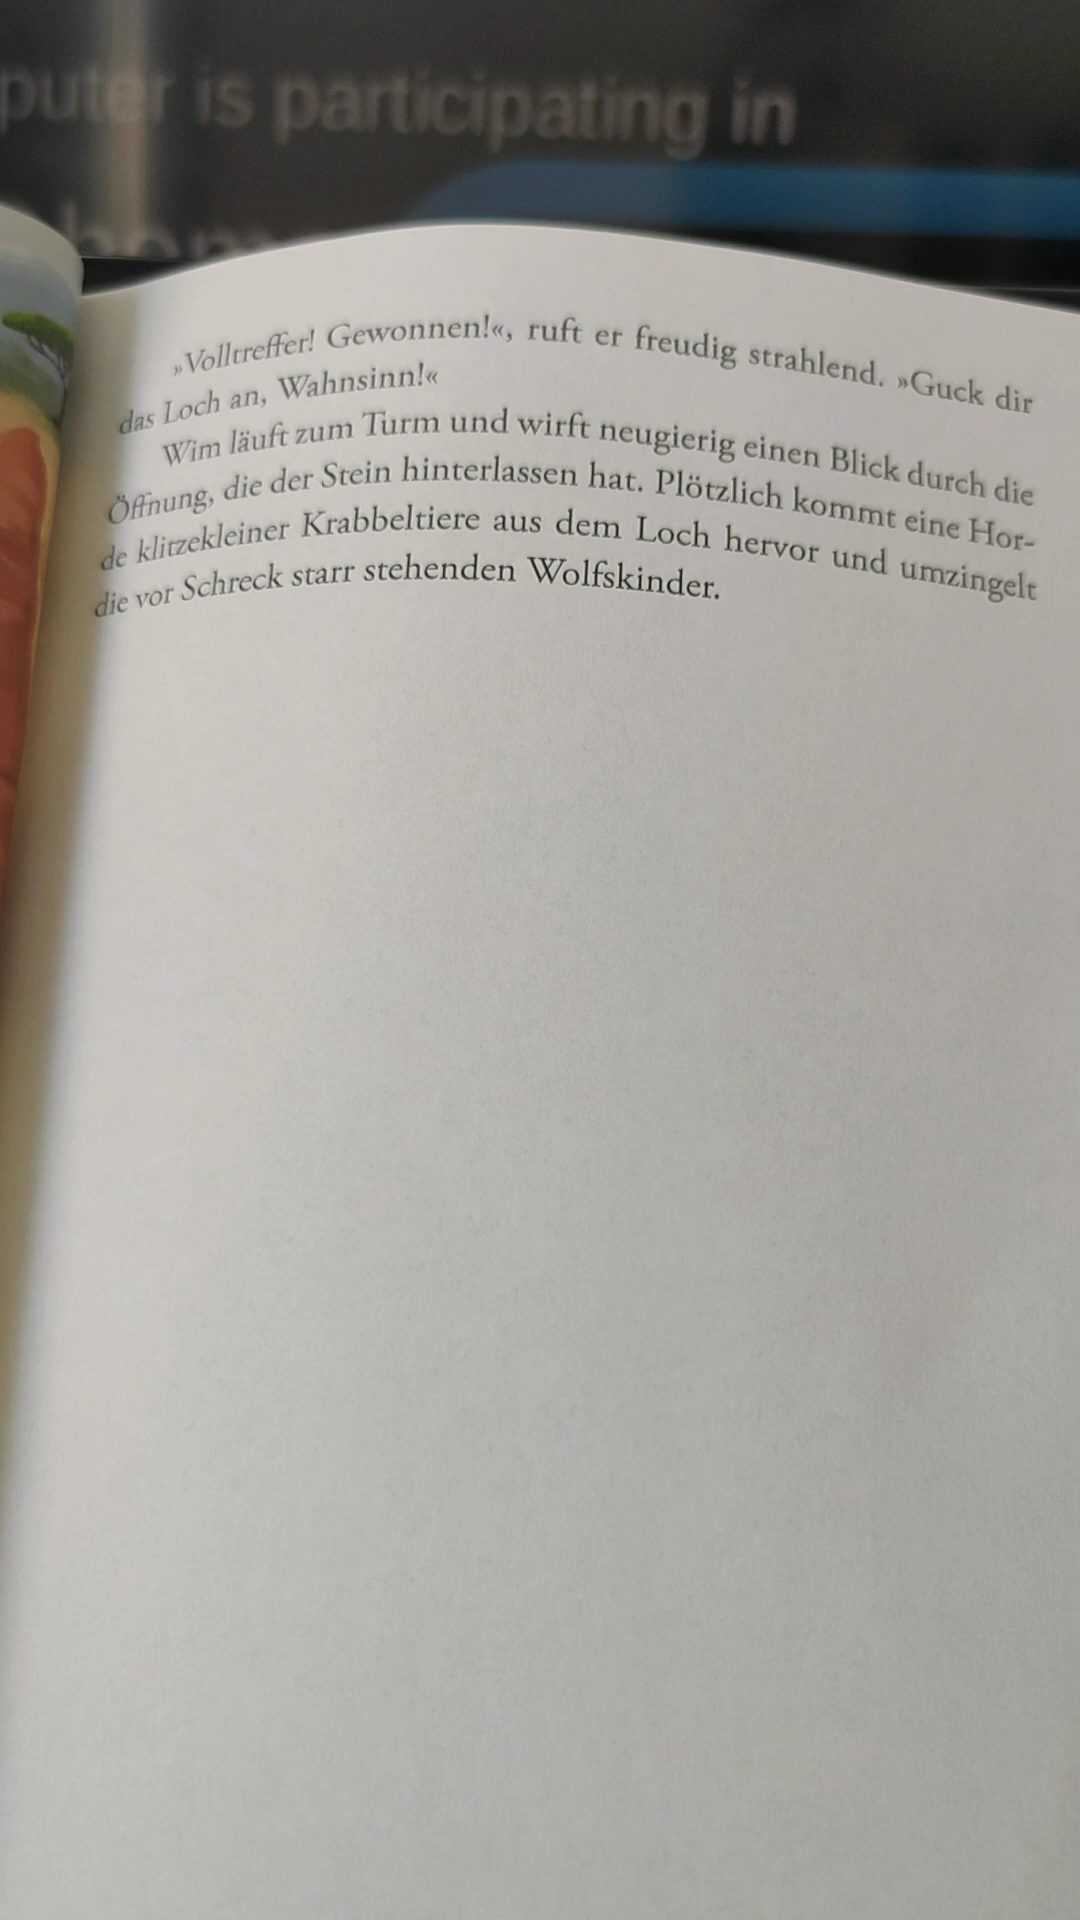 puter is participating in
»Volltreffer! Gewonnen!«, ruft er freudig strahlend. »Guck dir
das Loch an, Wahnsinn!«
Wim läuft zum Turm und wirft neugierig einen Blick durch die
Öffnung, die der Stein hinterlassen hat. Plötzlich kommt eine Hor-
de klitzekleiner Krabbeltiere aus dem Loch hervor und umzingelt
die vor Schreck starr stehenden Wolfskinder.